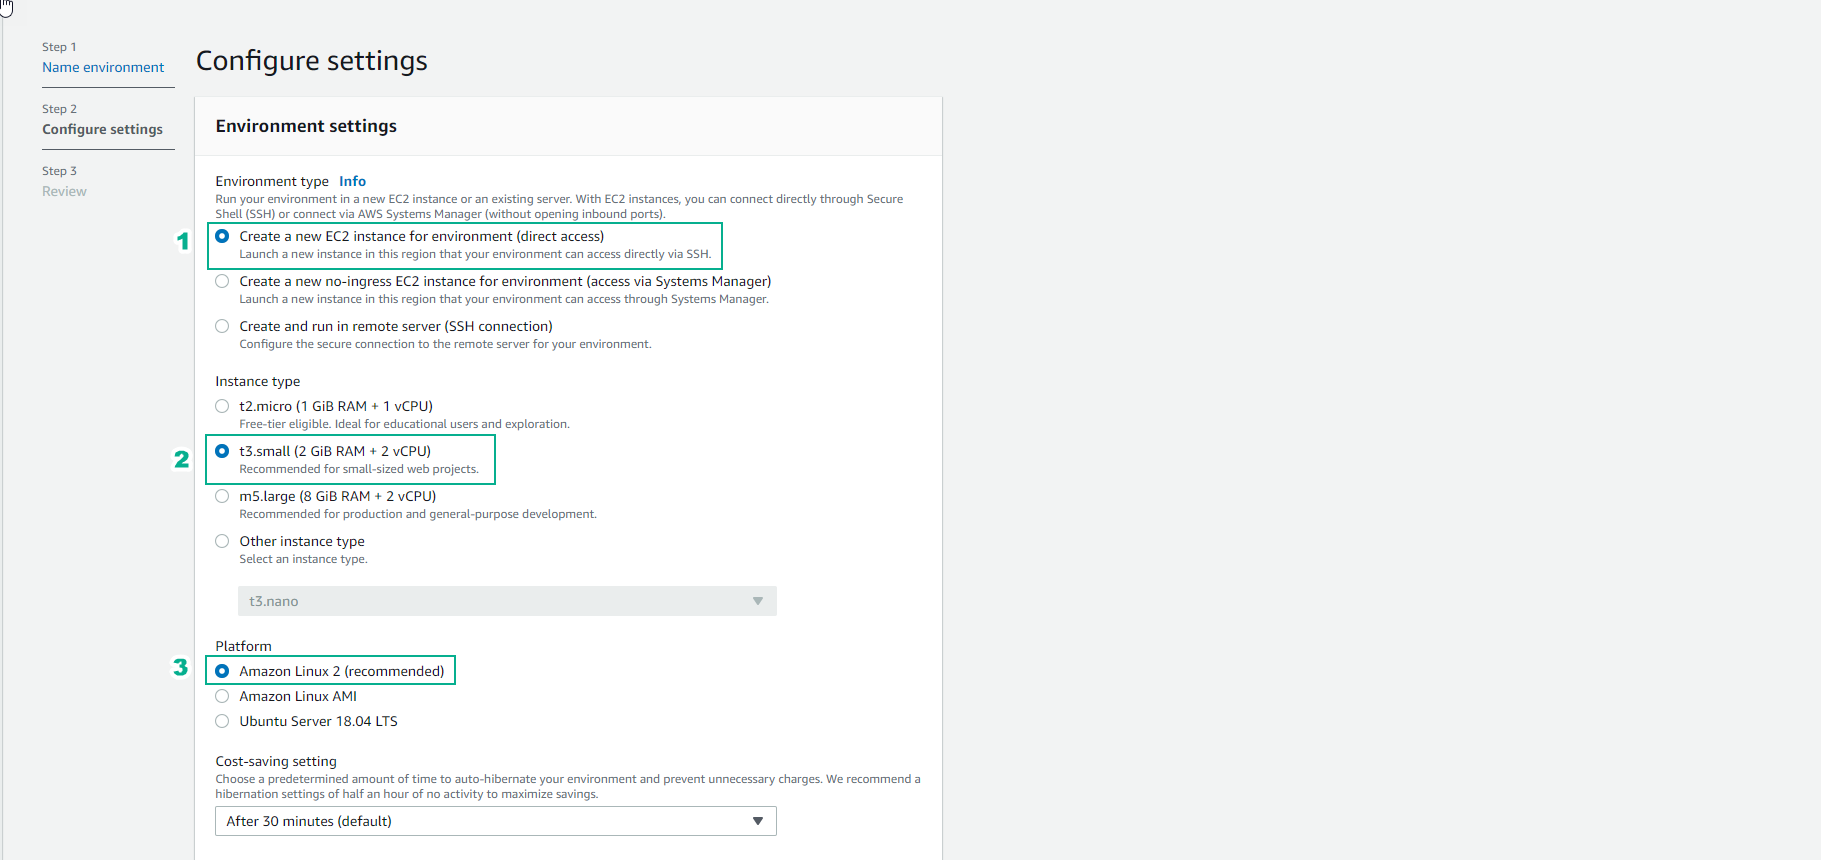 Step 1
Name environment
Step 2
Configure settings
Step 3
Review
Configure settings
Environment settings
Environment type Info
Run your environment in a new EC2 instance or an existing server. With EC2 instances, you can connect directly through Secure
Shell (SSH) or connect via AWS Systems Manager (without opening inbound ports).
1
Create a new EC2 instance for environment (direct access)
Launch a new instance in this region that your environment can access directly via SSH.
Create a new no-ingress EC2 instance for environment (access via Systems Manager)
Launch a new instance in this region that your environment can access through Systems Manager.
Create and run in remote server (SSH connection)
Configure the secure connection to the remote server for your environment.
Instance type
t2.micro (1 GiB RAM + 1 vCPU)
Free-tier eligible. Ideal for educational users and exploration.
2
t3.small (2 GiB RAM + 2 vCPU)
Recommended for small-sized web projects.
m5.large (8 GiB RAM + 2 vCPU)
Recommended for production and general-purpose development.
Other instance type
Select an instance type.
t3.nano
Platform
3
Amazon Linux 2 (recommended)
Amazon Linux AMI
Ubuntu Server 18.04 LTS
Cost-saving setting
Choose a predetermined amount of time to auto-hibernate your environment and prevent unnecessary charges. We recommend a
hibernation settings of half an hour of no activity to maximize savings.
After 30 minutes (default)